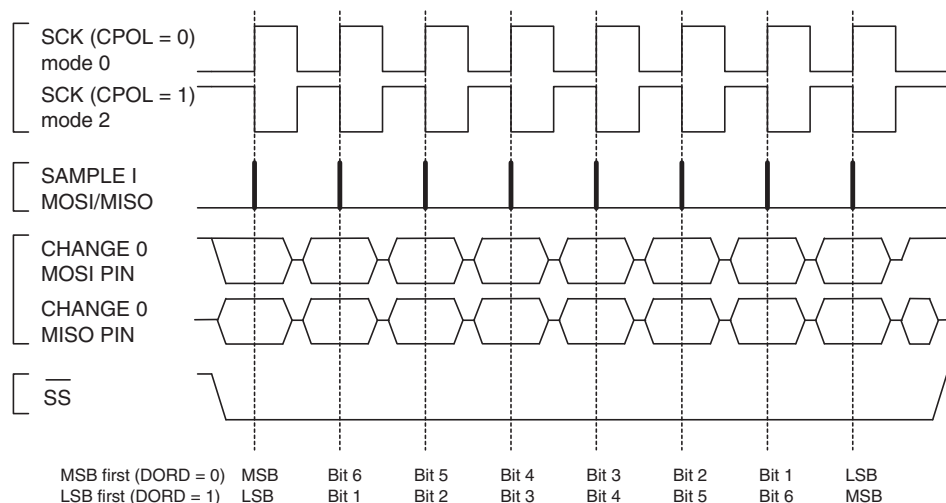 SCK (CPOL = 0)
mode 0
SCK (CPOL = 1)
mode 2
SAMPLE I
MOSI/MISO
CHANGE 0
MOSI PIN
CHANGE 0
MISO PIN
SS
MSB first (DORD = 0) MSB Bit 6 Bit 5 Bit 4 Bit 3 Bit 2 Bit 1 LSB
LSB first (DORD = 1) LSB Bit 1 Bit 2 Bit 3 Bit 4 Bit 5 Bit 6 MSB